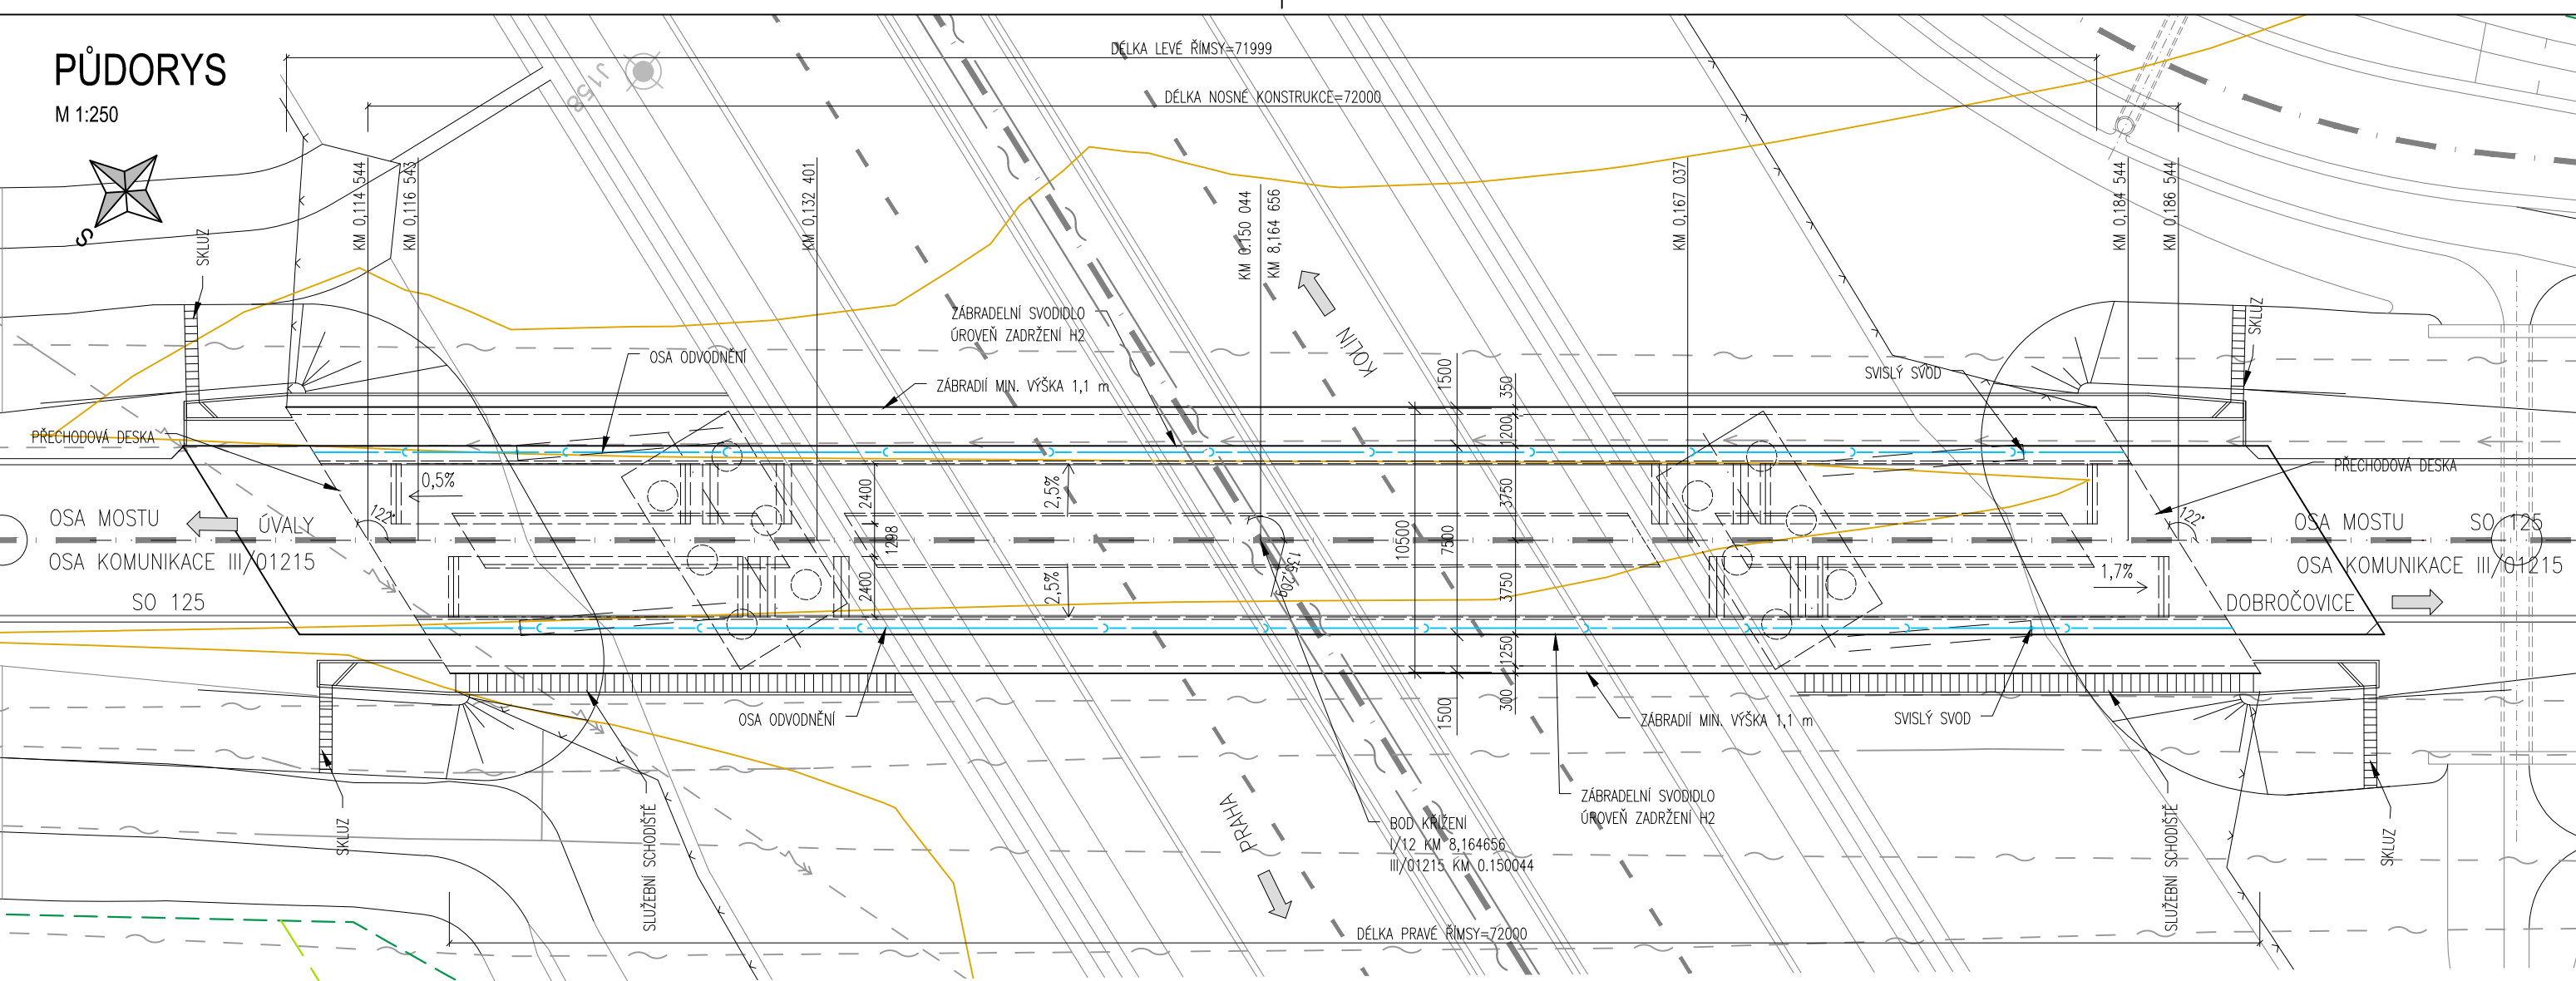 PŮDORYS
M 1:250
S
J158
DÉLKA LEVÉ ŘÍMSY=71999
DÉLKA NOSNÉ KONSTRUKCE=72000
KM 0,114 544
KM 0,116 543
KM 0,132 401
KM 0.150 044
KM 8,164 656
KM 0,167 037
KM 0,184 544
KM 0,186 544
SKLUZ
SKLUZ
ZÁBRADELNÍ SVODIDLO
ÚROVEŇ ZADRŽENÍ H2
OSA ODVODNĚNÍ
ZÁBRADIÍ MIN. VÝŠKA 1,1 m
KOLÍN
SVISLÝ SVOD
1500
350
1200
PŘECHODOVÁ DESKA
PŘECHODOVÁ DESKA
0,5%
122°
2400
1298
2400
2,5%
2,5%
135,20g
10500
7500
3750
3750
1250
300
1500
122°
1,7%
OSA MOSTU
ÚVALY
OSA KOMUNIKACE III/01215
SO 125
OSA MOSTU
SO 125
OSA KOMUNIKACE III/01215
DOBROČOVICE
OSA ODVODNĚNÍ
ZÁBRADIÍ MIN. VÝŠKA 1,1 m
SVISLÝ SVOD
ZÁBRADELNÍ SVODIDLO
ÚROVEŇ ZADRŽENÍ H2
PRAHA
BOD KŘÍŽENÍ
I/12 KM 8,164656
III/01215 KM 0.150044
SKLUZ
SLUŽEBNÍ SCHODIŠTĚ
SLUŽEBNÍ SCHODIŠTĚ
SKLUZ
DÉLKA PRAVÉ ŘÍMSY=72000